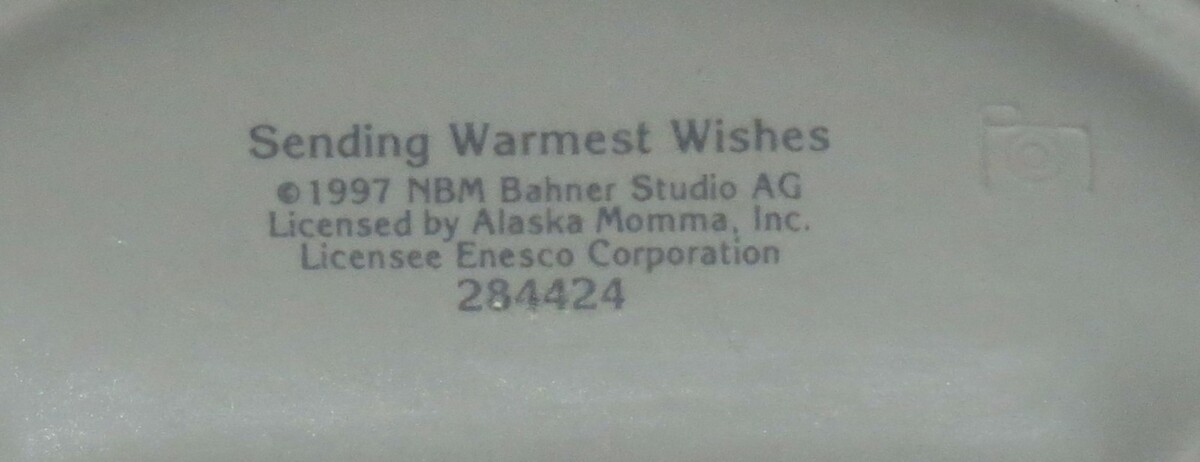 Sending Warmest Wishes
©1997 NBM Bahner Studio AG
Licensed by Alaska Momma, Inc.
Licensee Enesco Corporation
284424